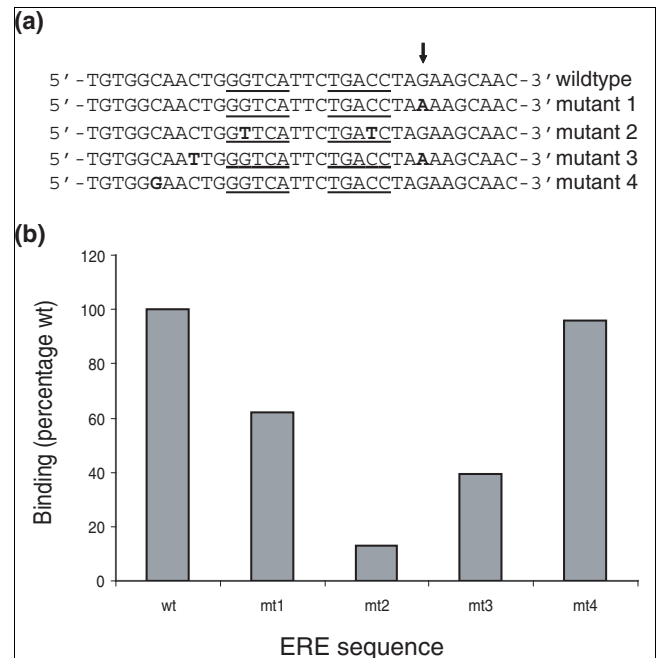 (a)
5'-TGTGGCAACTGGGTCATTCTGACCTAGAAGCAAC-3' wildtype
5'-TGTGGCAACTGGGTCATTCTGACCTAAAAGCAAC-3' mutant 1
5'-TGTGGCAACTGGTTCATTCTGATCTAGAAGCAAC-3' mutant 2
5'-TGTGGCAATTGGGTCATTCTGACCTAAAAGCAAC-3' mutant 3
5'-TGTGGGAACTGGGTCATTCTGACCTAGAAGCAAC-3' mutant 4
(b)
Binding (percentage wt)
120
100
80
60
40
20
0
wt mt1 mt2 mt3 mt4
ERE sequence